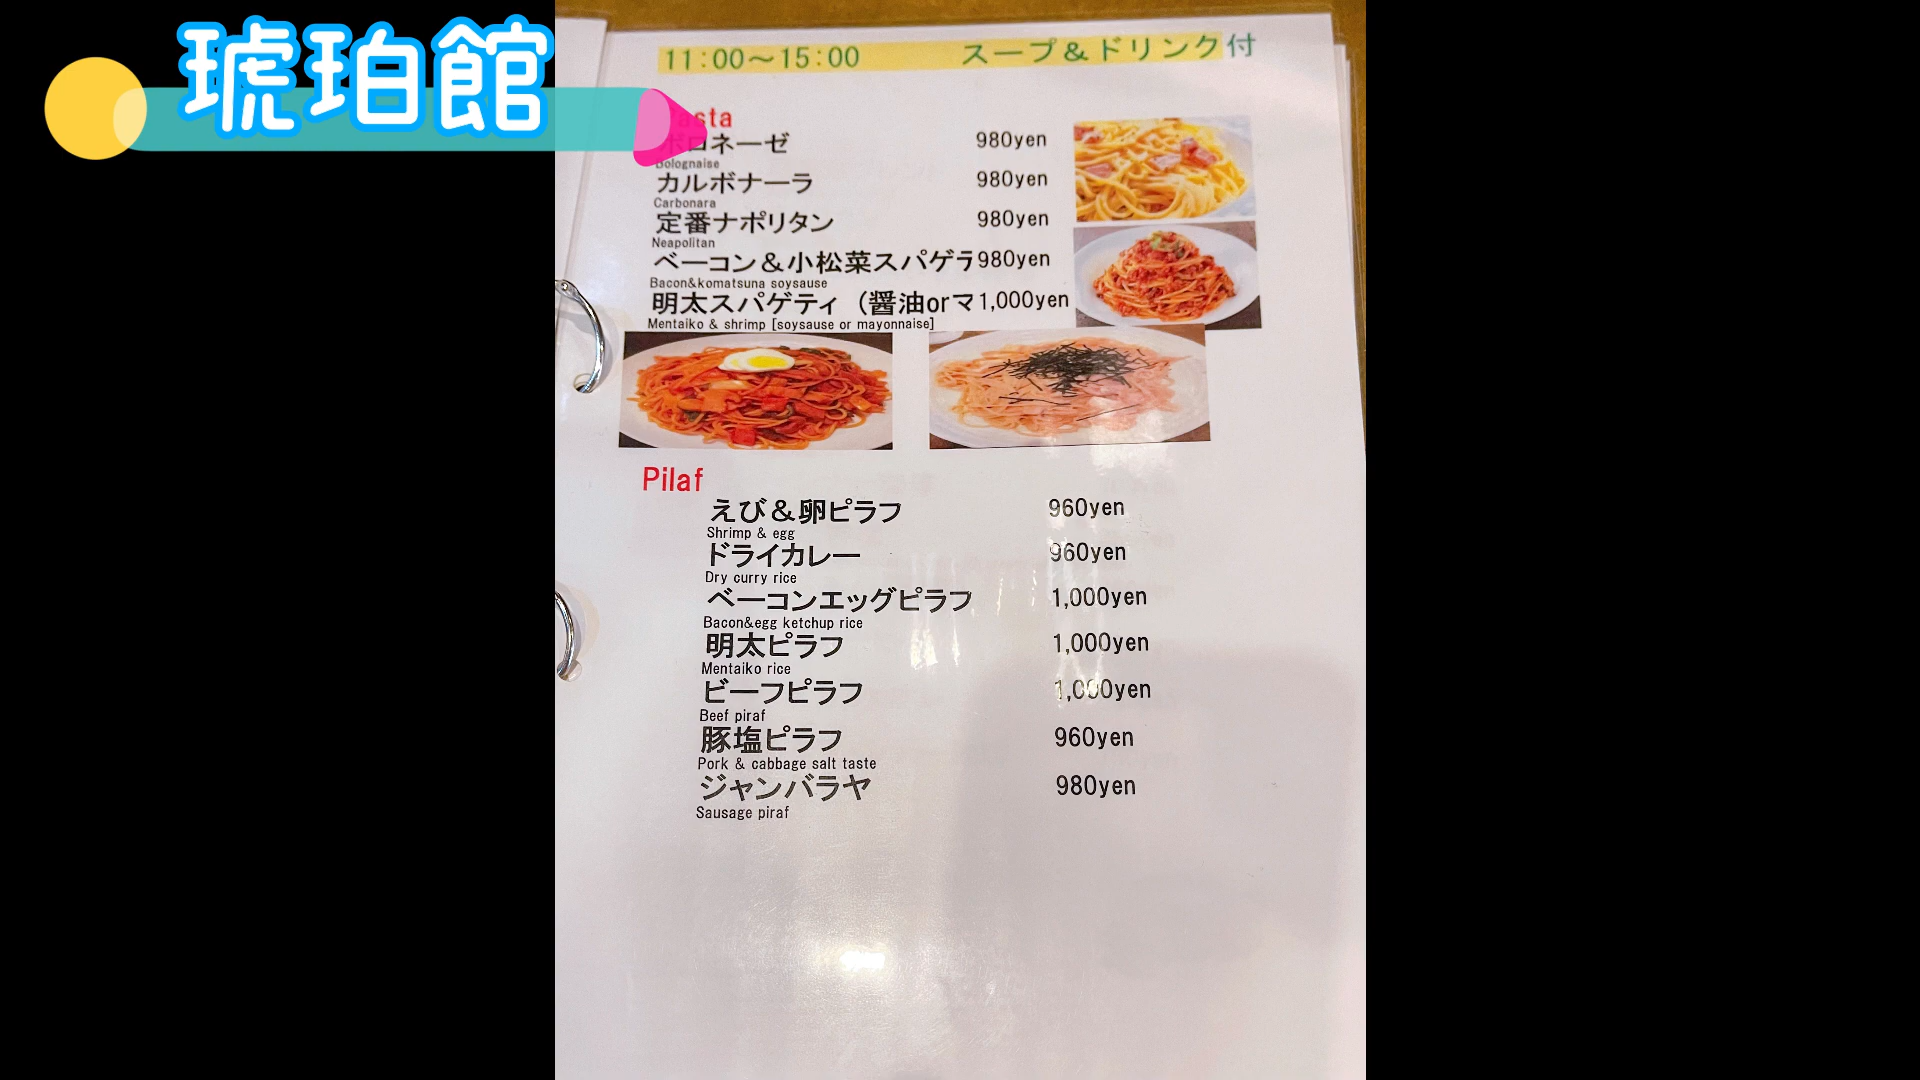 琥珀館
11:00～15:00 スープ＆ドリンク付
Pasta
ボロネーゼ 980yen
Bolognaise
カルボナーラ 980yen
Carbonara
定番ナポリタン 980yen
Neapolitan
ベーコン＆小松菜スパゲラ 980yen
Bacon&komatsuna soysause
明太スパゲティ（醤油orマ 1,000yen
Mentaiko & shrimp [soysause or mayonnaise]
Pilaf
えび＆卵ピラフ 960yen
Shrimp & egg
ドライカレー 960yen
Dry curry rice
ベーコンエッグピラフ 1,000yen
Bacon&egg ketchup rice
明太ピラフ 1,000yen
Mentaiko rice
ビーフピラフ 1,000yen
Beef piraf
豚塩ピラフ 960yen
Pork & cabbage salt taste
ジャンバラヤ 980yen
Sausage piraf